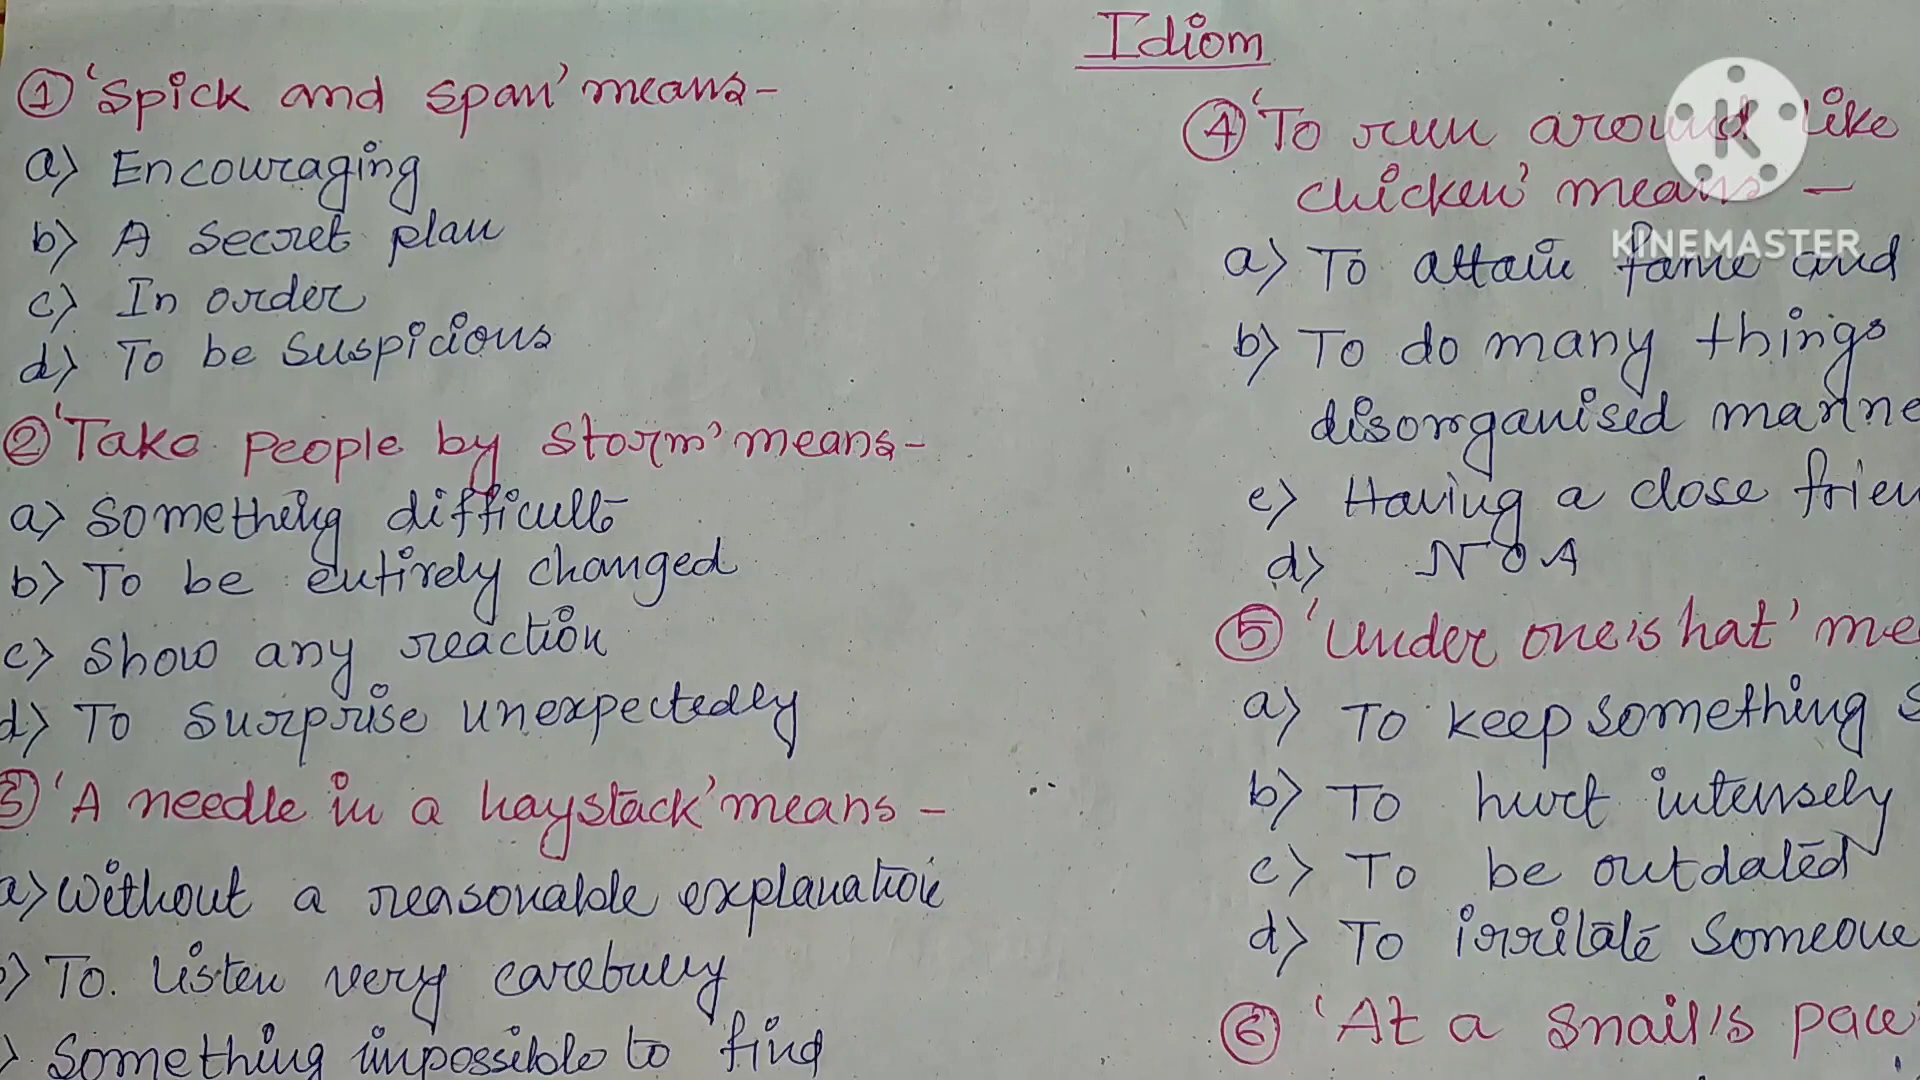 Idiom
① 'Spick and span' means-
a) Encouraging
b) A secret plan
c) In order
d) To be suspicious
② 'Take people by storm' means-
a) Something difficult
b) To be entirely changed
c) Show any reaction
d) To surprise unexpectedly
③ 'A needle in a haystack' means-
a) Without a reasonable explanation
b) To. listen very carefully
Something impossible to find
④ 'To run around like
chicken' means -
a) To attain fame and
b) To do many things
disorganised manne
c) Having a close frien
d) NOA
⑤ 'Under one's hat' me
a) To keep something s
b) To hurt intensely
c) To be outdated
d) To irritate someone
⑥ 'At a snail's pace'
K
KINEMASTER